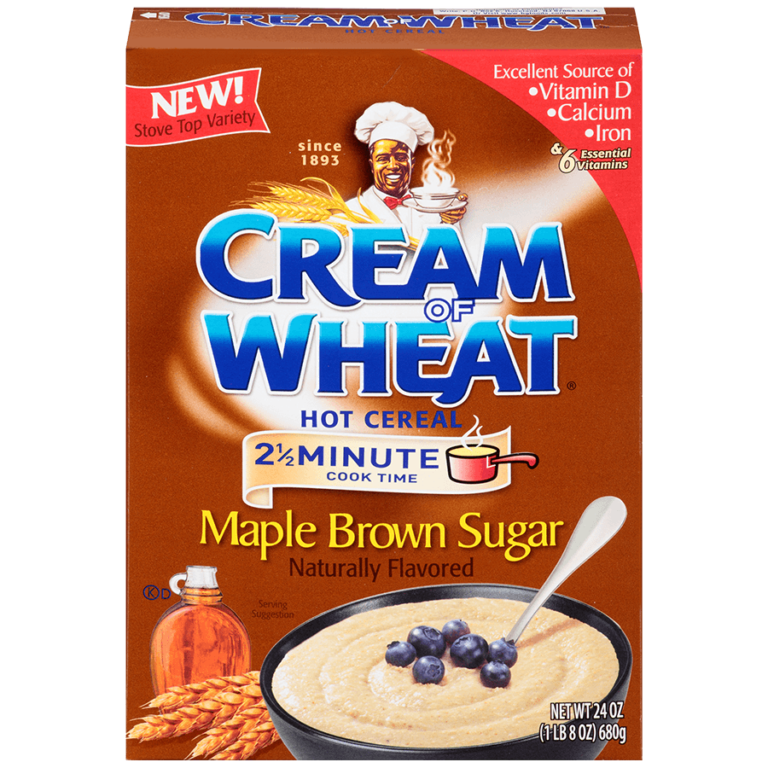 CREAM OF WHEAT
HOT CEREAL
NEW!
Stove Top Variety
Excellent Source of
•Vitamin D
•Calcium
•Iron
& 6 Essential
Vitamins
since
1893
CREAM
OF
WHEAT®
HOT CEREAL
2½ MINUTE
COOK TIME
Maple Brown Sugar
Naturally Flavored
K D
Serving
Suggestion
NET WT 24 OZ
(1 LB 8 OZ) 680g